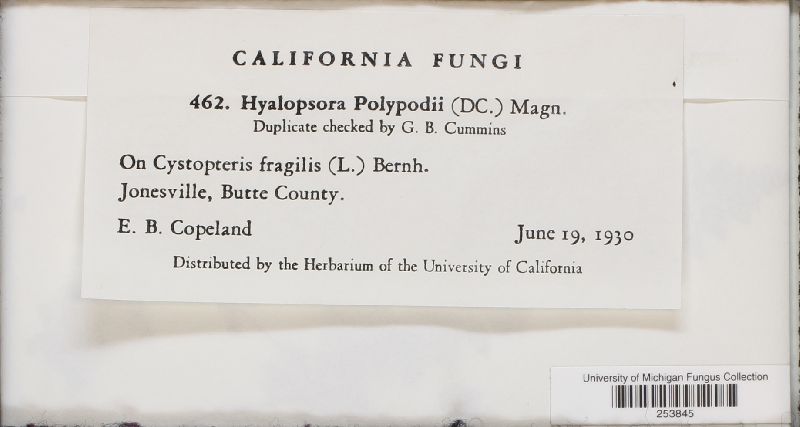 CALIFORNIA FUNGI
462. Hyalopsora Polypodii (DC.) Magn.
Duplicate checked by G. B. Cummins
On Cystopteris fragilis (L.) Bernh.
Jonesville, Butte County.
E. B. Copeland June 19, 1930
Distributed by the Herbarium of the University of California
University of Michigan Fungus Collection
253845